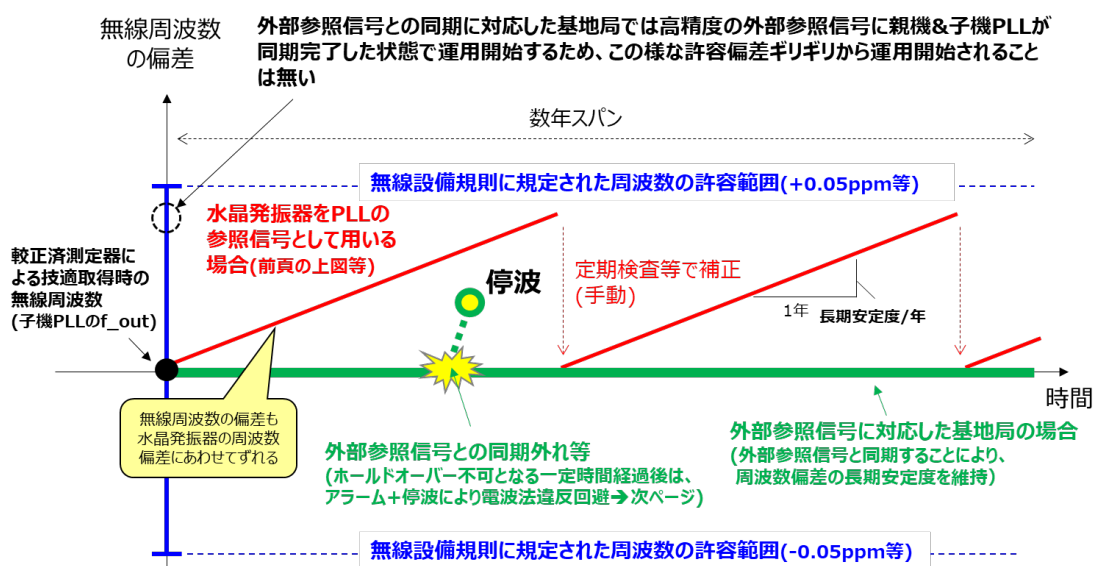 無線周波数
の偏差
外部参照信号との同期に対応した基地局では高精度の外部参照信号に親機&子機PLLが
同期完了した状態で運用開始するため、この様な許容偏差ギリギリから運用開始されること
は無い
数年スパン
無線設備規則に規定された周波数の許容範囲(+0.05ppm等)
水晶発振器をPLLの
参照信号として用いる
場合(前頁の上図等)
較正済測定器に
よる技適取得時の
無線周波数
(子機PLLのf_out)
停波
定期検査等で補正
(手動)
1年
長期安定度/年
時間
無線周波数の偏差も
水晶発振器の周波数
偏差にあわせてずれる
外部参照信号との同期外れ等
(ホールドオーバー不可となる一定時間経過後は、
アラーム+停波により電波法違反回避➔次ページ)
外部参照信号に対応した基地局の場合
(外部参照信号と同期することにより、
周波数偏差の長期安定度を維持)
無線設備規則に規定された周波数の許容範囲(-0.05ppm等)